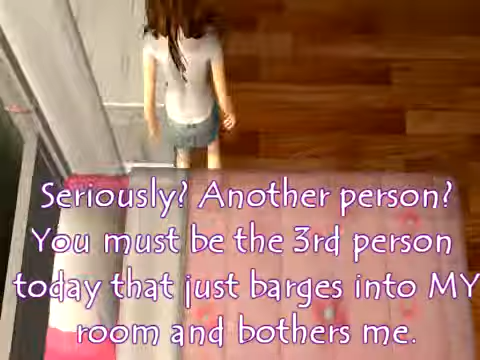 Seriously? Another person?
You must be the 3rd person
today that just barges into MY
room and bothers me.